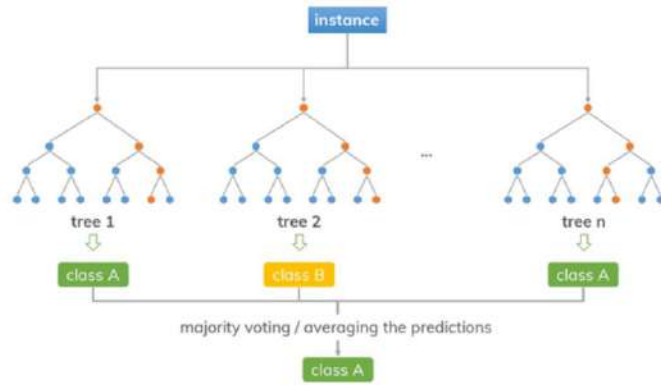 instance
...
tree 1
tree 2
tree n
class A
class B
class A
majority voting / averaging the predictions
class A